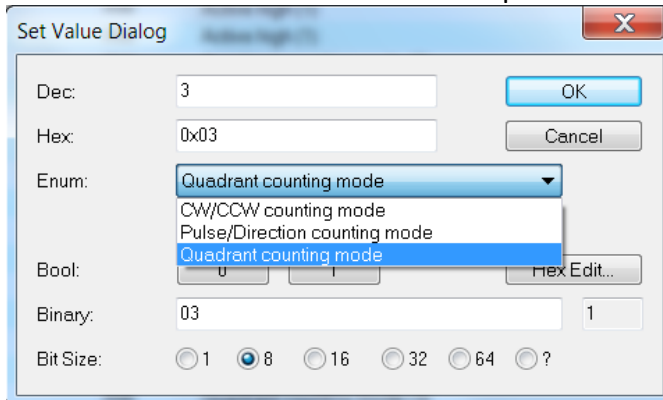 Set Value Dialog
Dec: 3 OK
Hex: 0x03 Cancel
Enum: Quadrant counting mode
CW/CCW counting mode
Pulse/Direction counting mode
Quadrant counting mode
Bool: 0 1 Hex Edit...
Binary: 03 1
Bit Size: 1 8 16 32 64 ?